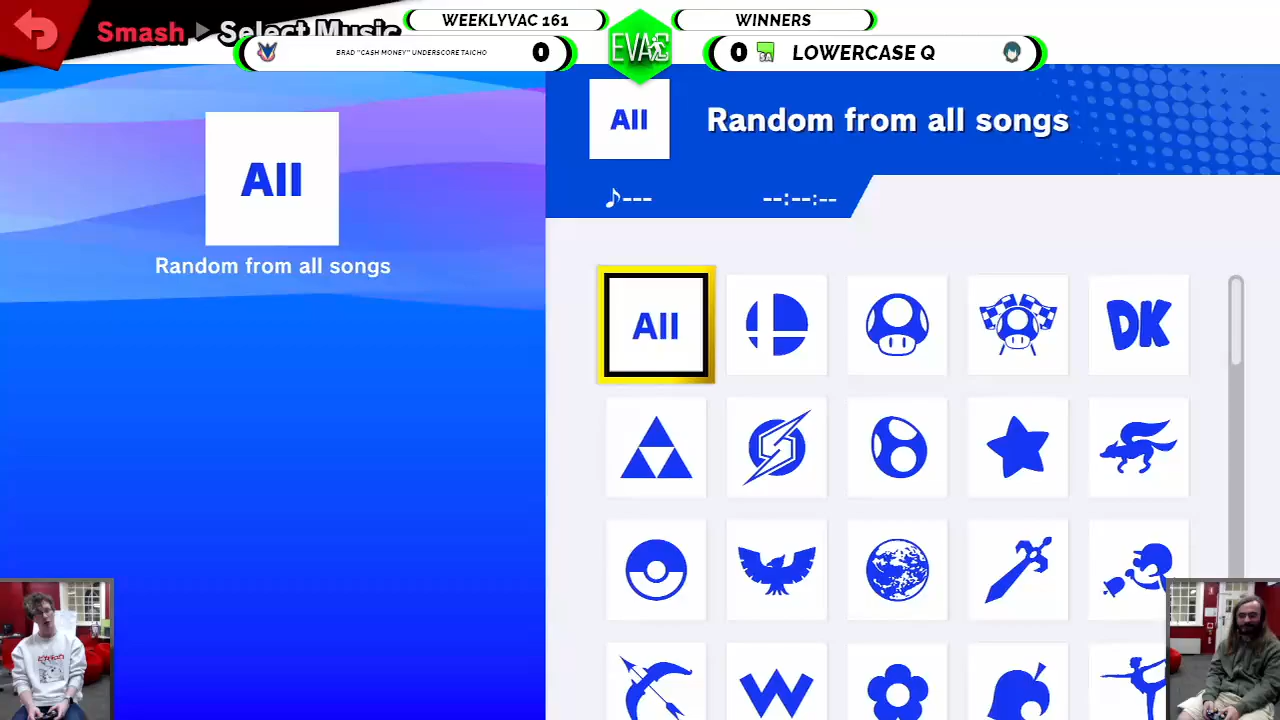 WEEKLYVAC 161
WINNERS
Smash ▶ Select Music
BRAD "CASH MONEY" UNDERSCORE TAICHO
0
EVAC
0
SA
LOWERCASE Q
All
Random from all songs
♪---
--:--:--
All
Random from all songs
All
DK